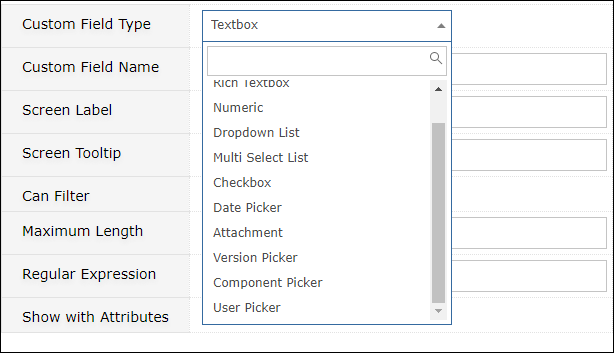 Custom Field Type
Textbox
Custom Field Name
Rich Textbox
Numeric
Screen Label
Dropdown List
Screen Tooltip
Multi Select List
Checkbox
Can Filter
Date Picker
Maximum Length
Attachment
Version Picker
Regular Expression
Component Picker
User Picker
Show with Attributes